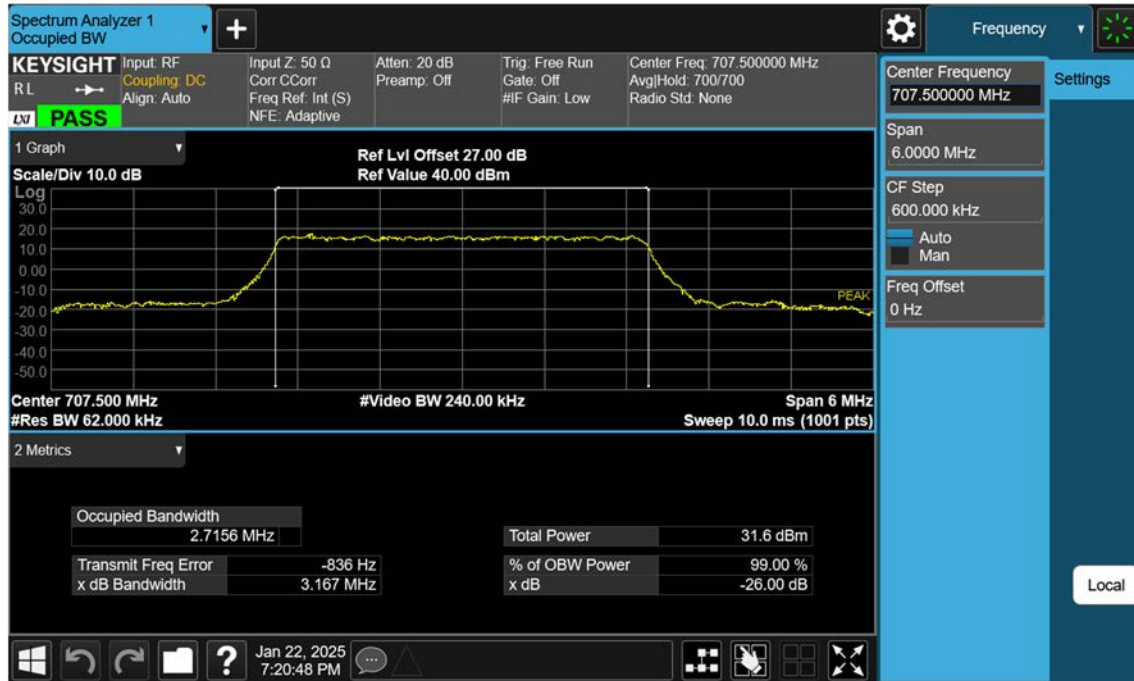 Spectrum Analyzer 1
Occupied BW
Frequency
KEYSIGHT
RL
LXI
PASS
Input: RF
Coupling: DC
Align: Auto
Input Z: 50 Ω
Corr CCorr
Freq Ref: Int (S)
NFE: Adaptive
Atten: 20 dB
Preamp: Off
Trig: Free Run
Gate: Off
#IF Gain: Low
Center Freq: 707.500000 MHz
Avg|Hold: 700/700
Radio Std: None
Center Frequency
707.500000 MHz
Settings
Span
6.0000 MHz
CF Step
600.000 kHz
Auto
Man
Freq Offset
0 Hz
1 Graph
Scale/Div 10.0 dB
Ref Lvl Offset 27.00 dB
Ref Value 40.00 dBm
Log
30.0
20.0
10.0
0.00
-10.0
-20.0
-30.0
-40.0
-50.0
PEAK
Center 707.500 MHz
#Video BW 240.00 kHz
Span 6 MHz
#Res BW 62.000 kHz
Sweep 10.0 ms (1001 pts)
2 Metrics
Occupied Bandwidth
2.7156 MHz
Total Power 31.6 dBm
Transmit Freq Error -836 Hz
% of OBW Power 99.00 %
x dB Bandwidth 3.167 MHz
x dB -26.00 dB
Local
?
Jan 22, 2025
7:20:48 PM